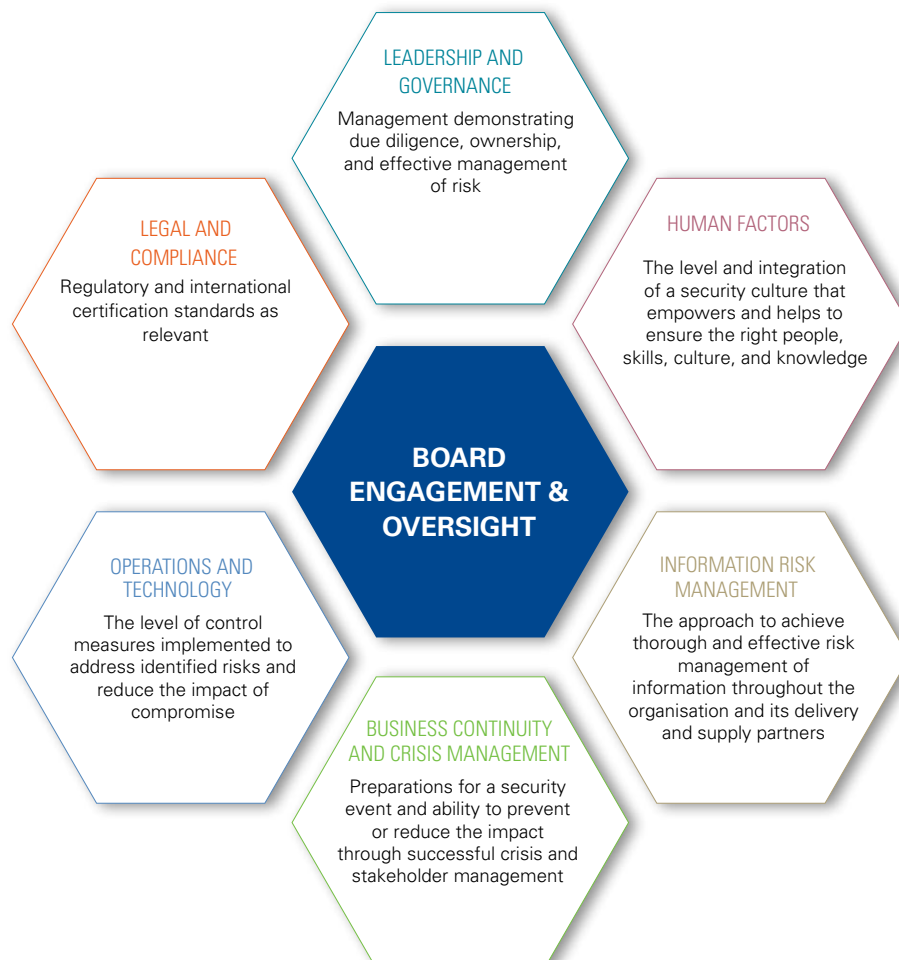 LEADERSHIP AND
GOVERNANCE
Management demonstrating
due diligence, ownership,
and effective management
of risk
LEGAL AND
COMPLIANCE
Regulatory and international
certification standards as
relevant
HUMAN FACTORS
The level and integration
of a security culture that
empowers and helps to
ensure the right people,
skills, culture, and knowledge
BOARD
ENGAGEMENT &
OVERSIGHT
OPERATIONS AND
TECHNOLOGY
The level of control
measures implemented to
address identified risks and
reduce the impact of
compromise
INFORMATION RISK
MANAGEMENT
The approach to achieve
thorough and effective risk
management of
information throughout the
organisation and its delivery
and supply partners
BUSINESS CONTINUITY
AND CRISIS MANAGEMENT
Preparations for a security
event and ability to prevent
or reduce the impact
through successful crisis and
stakeholder management